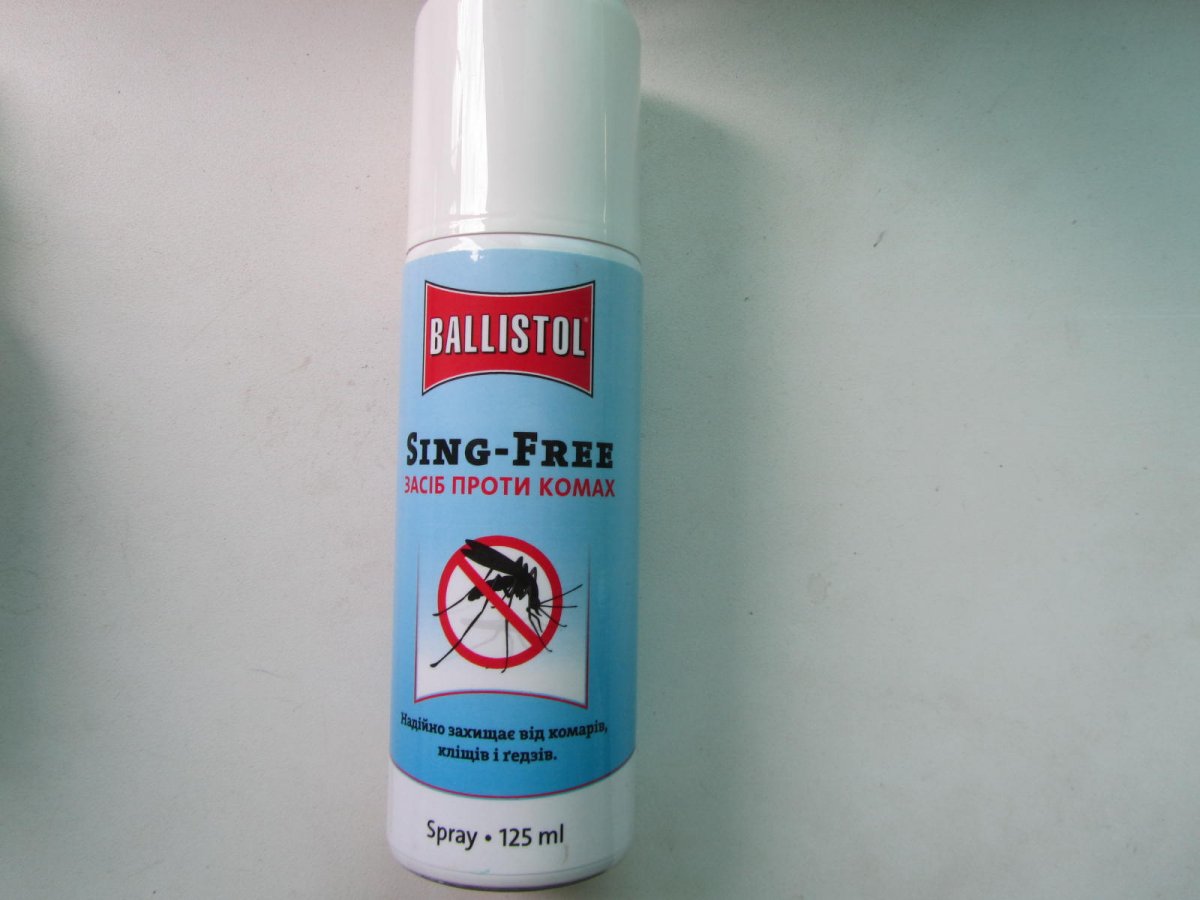 BALLISTOL
SING-FREE
ЗАСІБ ПРОТИ КОМАХ
Надійно захищає від комарів,
кліщів і ґедзів.
Spray • 125 ml